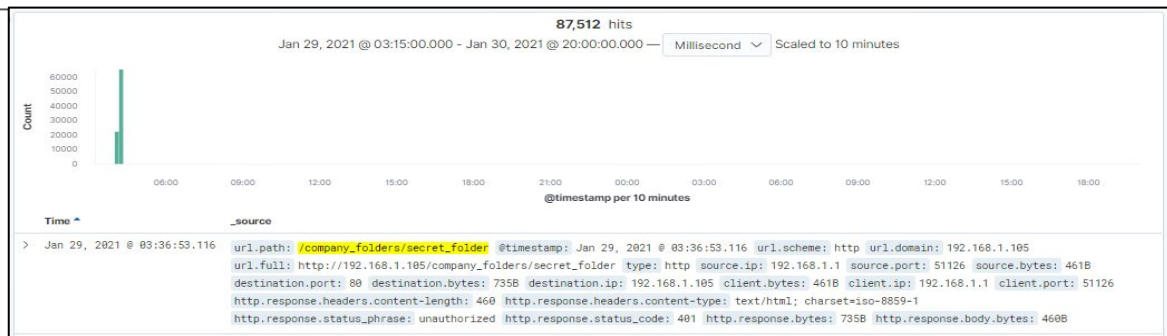 87,512 hits
Jan 29, 2021 @ 03:15:00.000 - Jan 30, 2021 @ 20:00:00.000 — Millisecond Scaled to 10 minutes
60000
50000
40000
30000
20000
10000
0
Count
06:00 09:00 12:00 15:00 18:00 21:00 00:00 03:00 06:00 09:00 12:00 15:00 18:00
@timestamp per 10 minutes
Time _source
> Jan 29, 2021 @ 03:36:53.116 url.path: /company_folders/secret_folder @timestamp: Jan 29, 2021 @ 03:36:53.116 url.scheme: http url.domain: 192.168.1.105
url.full: http://192.168.1.105/company_folders/secret_folder type: http source.ip: 192.168.1.1 source.port: 51126 source.bytes: 461B
destination.port: 80 destination.bytes: 735B destination.ip: 192.168.1.105 client.bytes: 461B client.ip: 192.168.1.1 client.port: 51126
http.response.headers.content-length: 460 http.response.headers.content-type: text/html; charset=iso-8859-1
http.response.status_phrase: unauthorized http.response.status_code: 401 http.response.bytes: 735B http.response.body.bytes: 460B